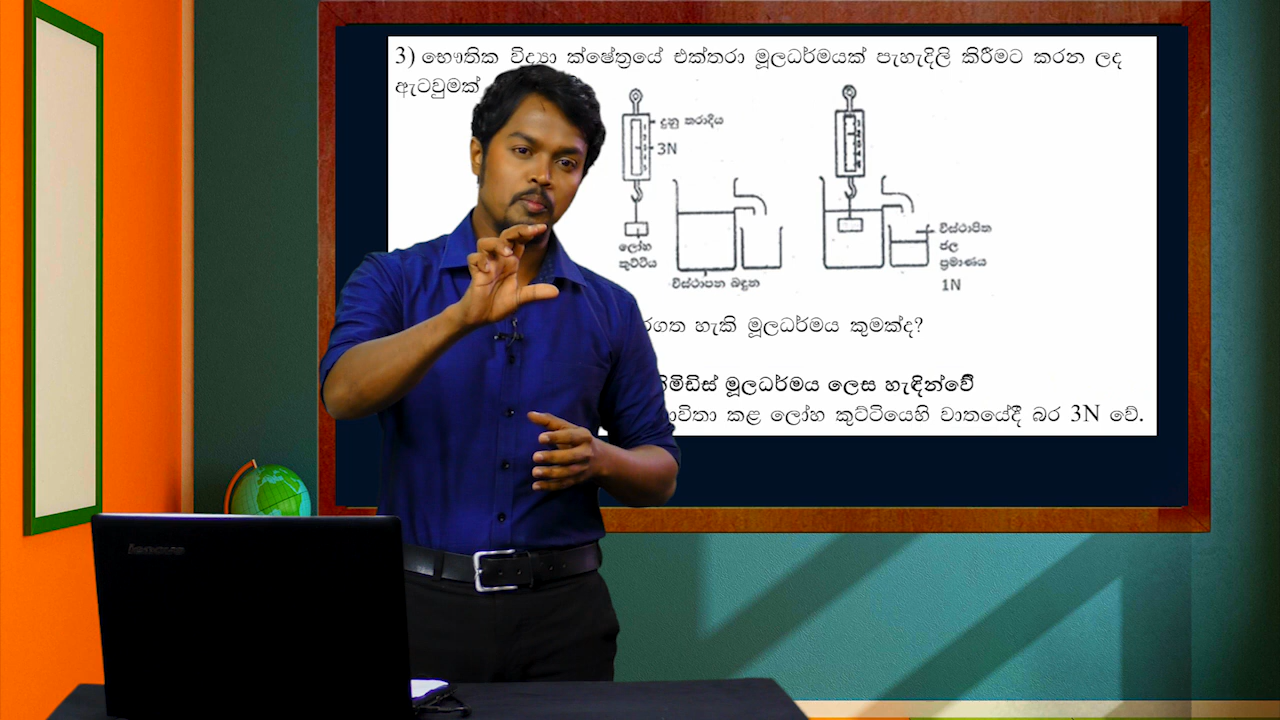 3) භෞතික විද්‍යා ක්ෂේත්‍රයේ එක්තරා මූලධර්මයක් පැහැදිලි කිරීමට කරන ලද
ඇටවුමක්
දුනු තරාදිය
3N
ලෝහ
කුට්ටිය
විස්ථාපන බඳුන
විස්ථාපිත
ජල
ප්‍රමාණය
1N
හැකි මූලධර්මය කුමක්ද?
මූලධර්මය ලෙස හැඳින්වේ
කළ ලෝහ කුට්ටියෙහි වාතයේදී බර 3N වේ.
lenovo